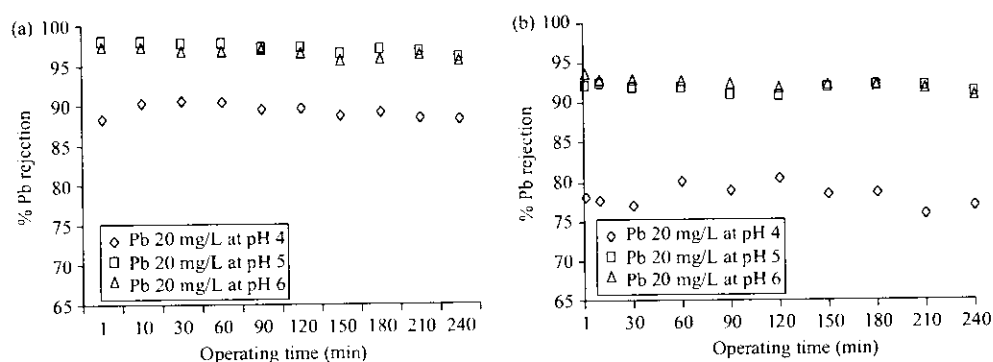 (a)
100
95
90
85
80
75
70
65
% Pb rejection
Pb 20 mg/L at pH 4
Pb 20 mg/L at pH 5
Pb 20 mg/L at pH 6
1 10 30 60 90 120 150 180 210 240
Operating time (min)
(b)
100
95
90
85
80
75
70
65
% Pb rejection
Pb 20 mg/L at pH 4
Pb 20 mg/L at pH 5
Pb 20 mg/L at pH 6
1 30 60 90 120 150 180 210 240
Operating time (min)